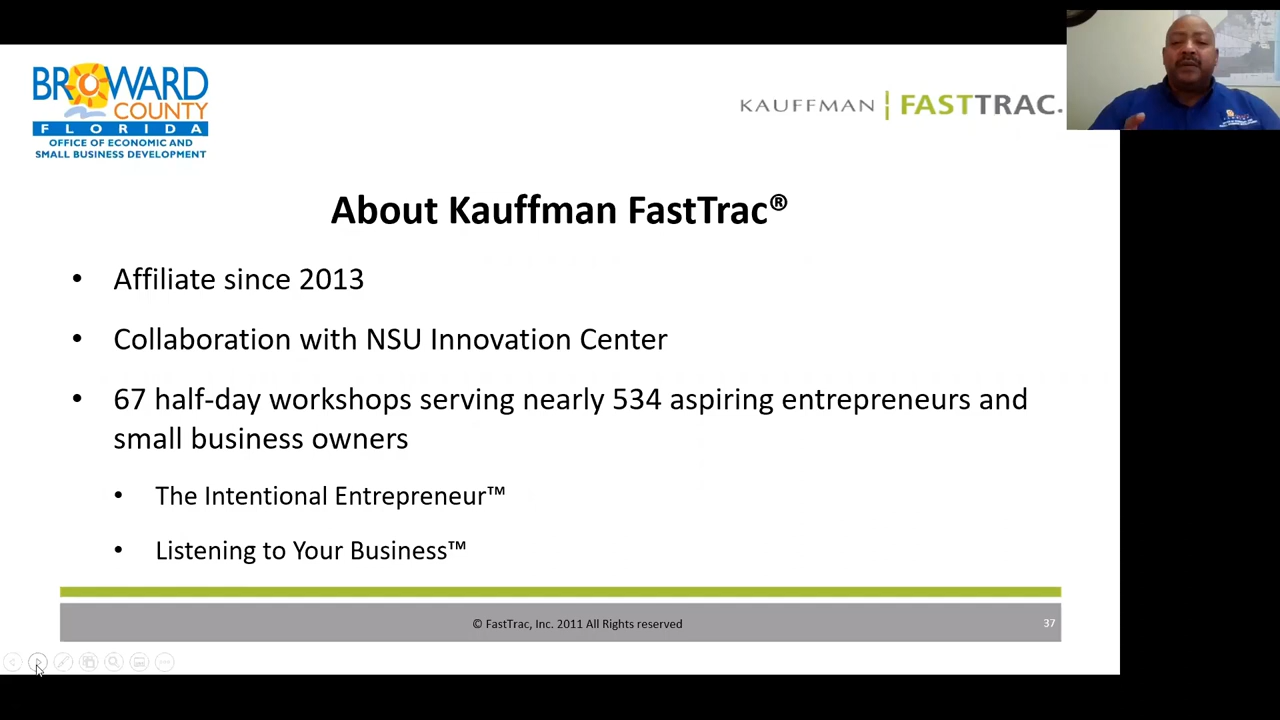 BROWARD
COUNTY
FLORIDA
OFFICE OF ECONOMIC AND
SMALL BUSINESS DEVELOPMENT
KAUFFMAN | FASTTRAC.
About Kauffman FastTrac®
• Affiliate since 2013
• Collaboration with NSU Innovation Center
• 67 half-day workshops serving nearly 534 aspiring entrepreneurs and
small business owners
• The Intentional Entrepreneur™
• Listening to Your Business™
© FastTrac, Inc. 2011 All Rights reserved
37